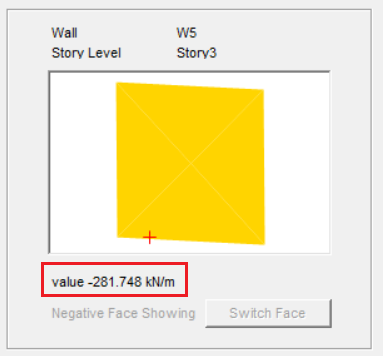 Wall W5
Story Level Story3
value -281.748 kN/m
Negative Face Showing Switch Face